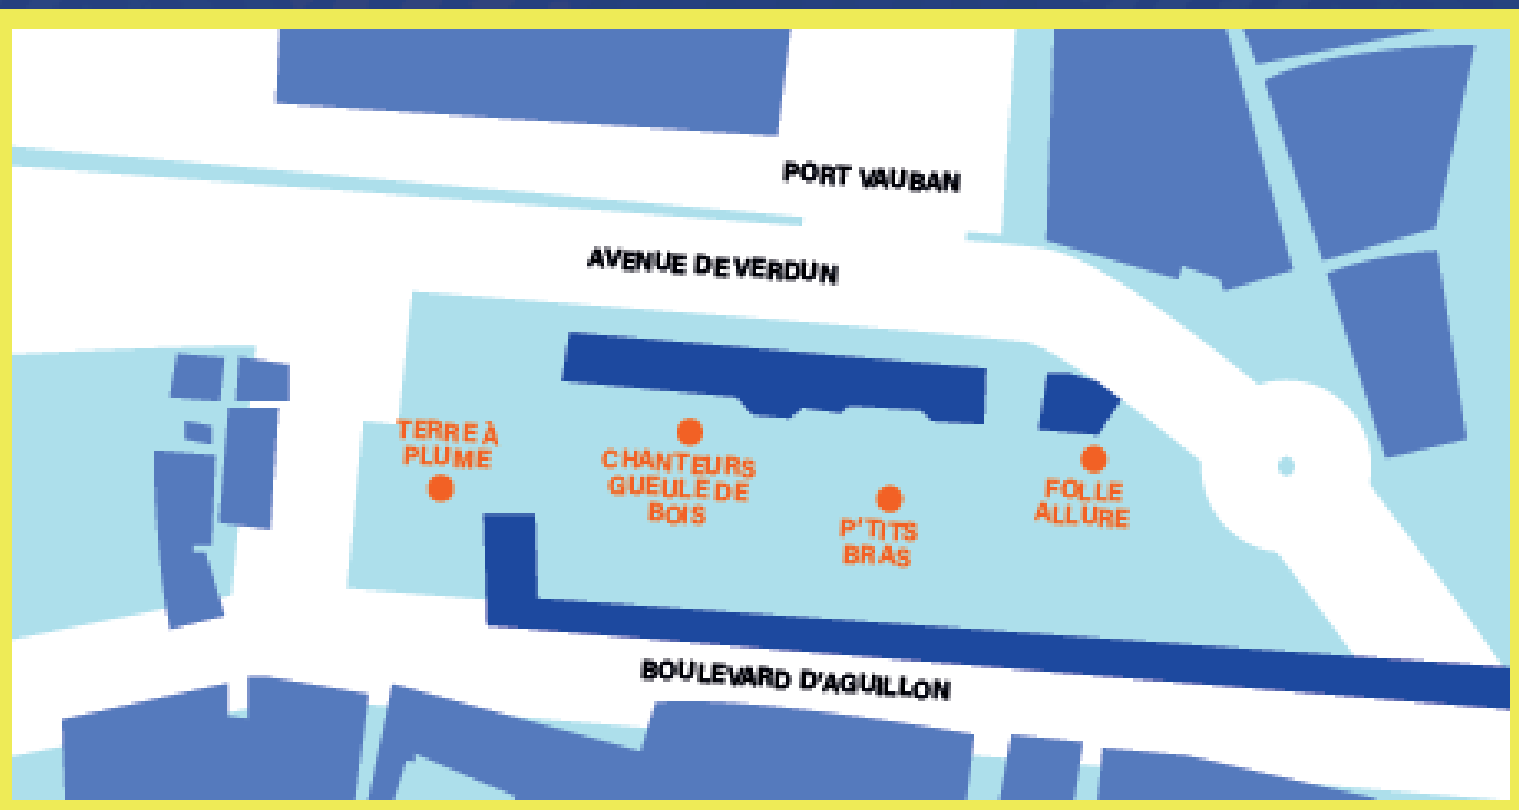 PORT VAUBAN
AVENUE DE VERDUN
TERRE À
PLUME
CHANTEURS
GUEULE DE
BOIS
P'TITS
BRAS
FOLLE
ALLURE
BOULEVARD D'AGUILLON